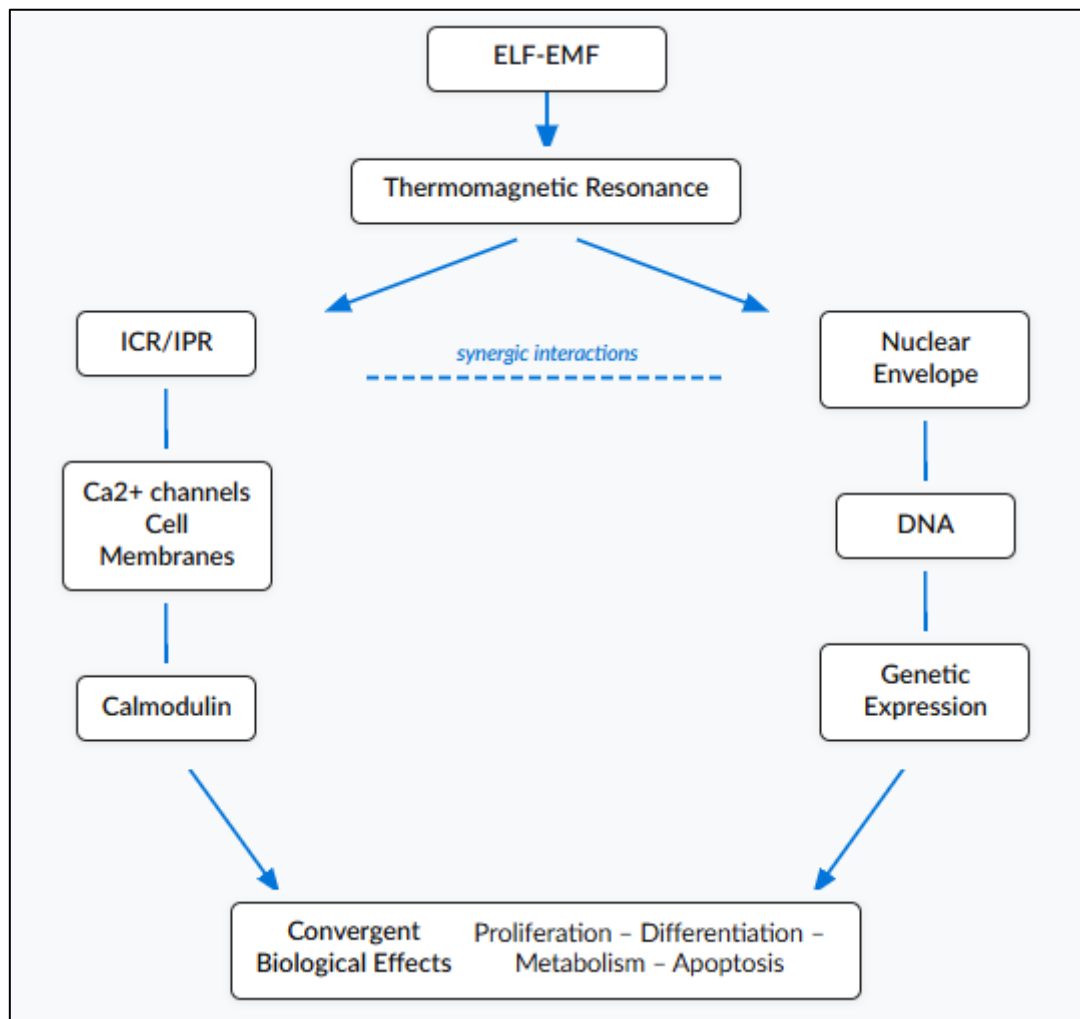 ELF-EMF
Thermomagnetic Resonance
ICR/IPR
synergic interactions
Nuclear
Envelope
Ca2+ channels
Cell
Membranes
DNA
Calmodulin
Genetic
Expression
Convergent
Biological Effects
Proliferation – Differentiation –
Metabolism – Apoptosis